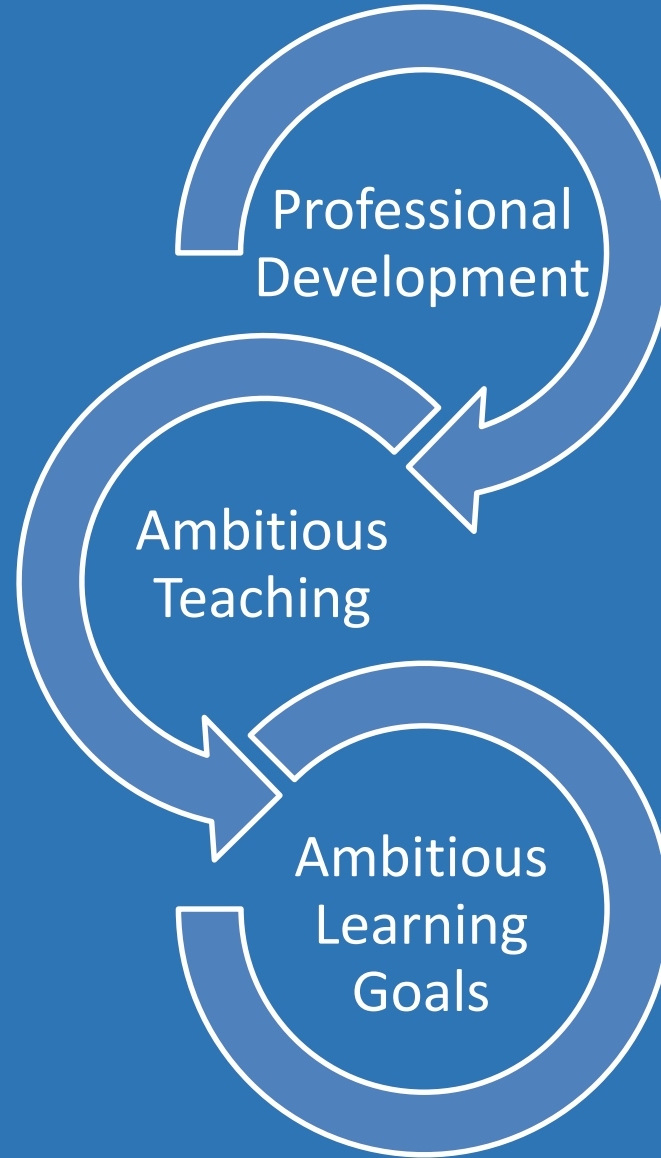 Professional
Development
Ambitious
Teaching
Ambitious
Learning
Goals